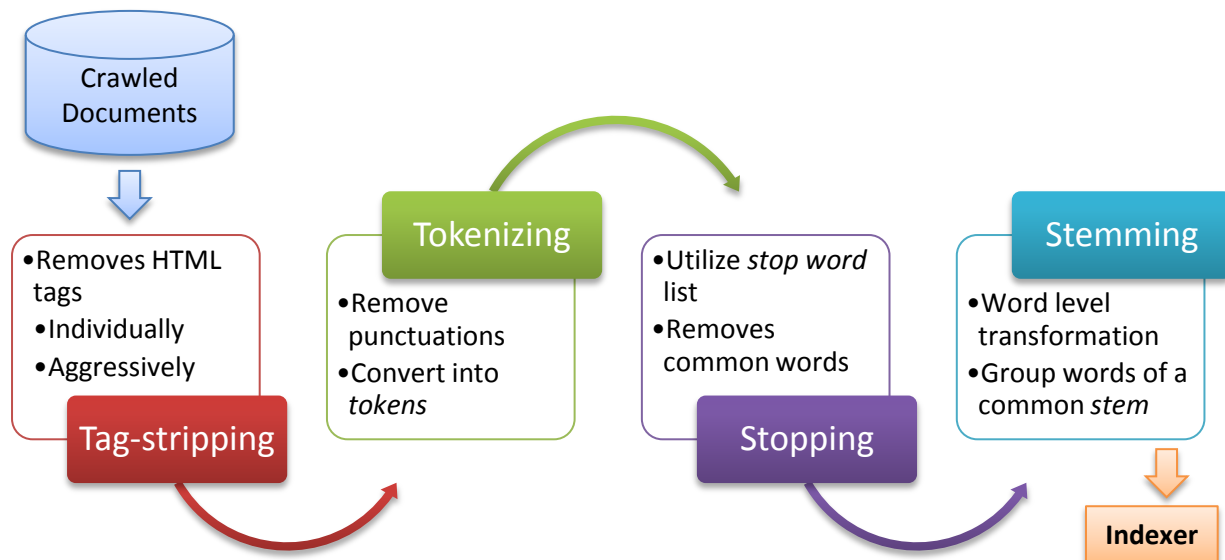 Crawled
Documents
•Removes HTML
tags
•Individually
•Aggressively
Tag-stripping
Tokenizing
•Remove
punctuations
•Convert into
tokens
•Utilize stop word
list
•Removes
common words
Stopping
Stemming
•Word level
transformation
•Group words of a
common stem
Indexer